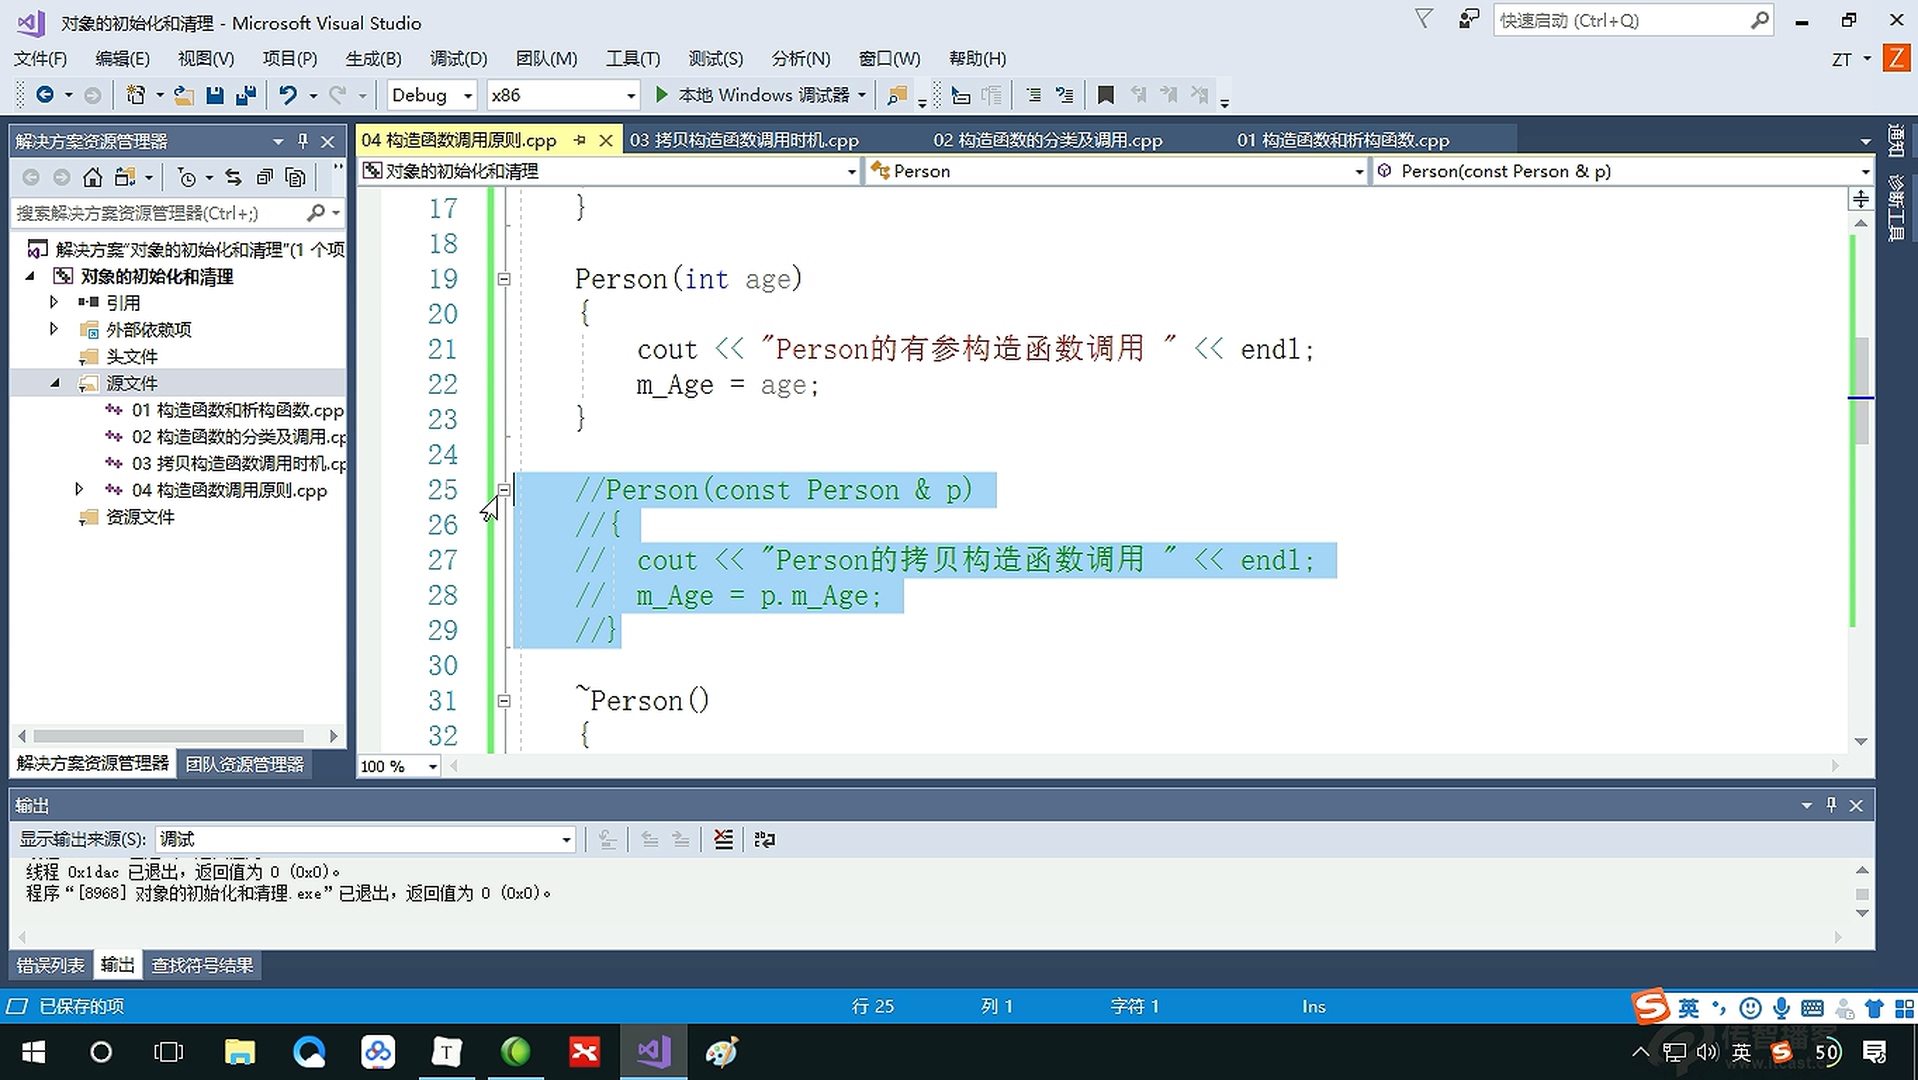 对象的初始化和清理 - Microsoft Visual Studio
快速启动 (Ctrl+Q)
文件(F) 编辑(E) 视图(V) 项目(P) 生成(B) 调试(D) 团队(M) 工具(T) 测试(S) 分析(N) 窗口(W) 帮助(H)
ZT
Z
Debug x86 本地 Windows 调试器
解决方案资源管理器
搜索解决方案资源管理器(Ctrl+;)
解决方案"对象的初始化和清理"(1 个项
对象的初始化和清理
引用
外部依赖项
头文件
源文件
01 构造函数和析构函数.cpp
02 构造函数的分类及调用.cp
03 拷贝构造函数调用时机.cp
04 构造函数调用原则.cpp
资源文件
解决方案资源管理器 团队资源管理器
04 构造函数调用原则.cpp 03 拷贝构造函数调用时机.cpp 02 构造函数的分类及调用.cpp 01 构造函数和析构函数.cpp
对象的初始化和清理 Person Person(const Person & p)
17 }
18
19 Person(int age)
20 {
21 cout << "Person的有参构造函数调用 " << endl;
22 m_Age = age;
23 }
24
25 //Person(const Person & p)
26 //{
27 // cout << "Person的拷贝构造函数调用 " << endl;
28 // m_Age = p.m_Age;
29 //}
30
31 ~Person()
32 {
100 %
通知
诊断工具
输出
显示输出来源(S): 调试
线程 0x1dac 已退出，返回值为 0 (0x0)。
程序“[8968] 对象的初始化和清理.exe”已退出，返回值为 0 (0x0)。
错误列表 输出 查找符号结果
已保存的项 行 25 列 1 字符 1 Ins
英
英 50
传智播客